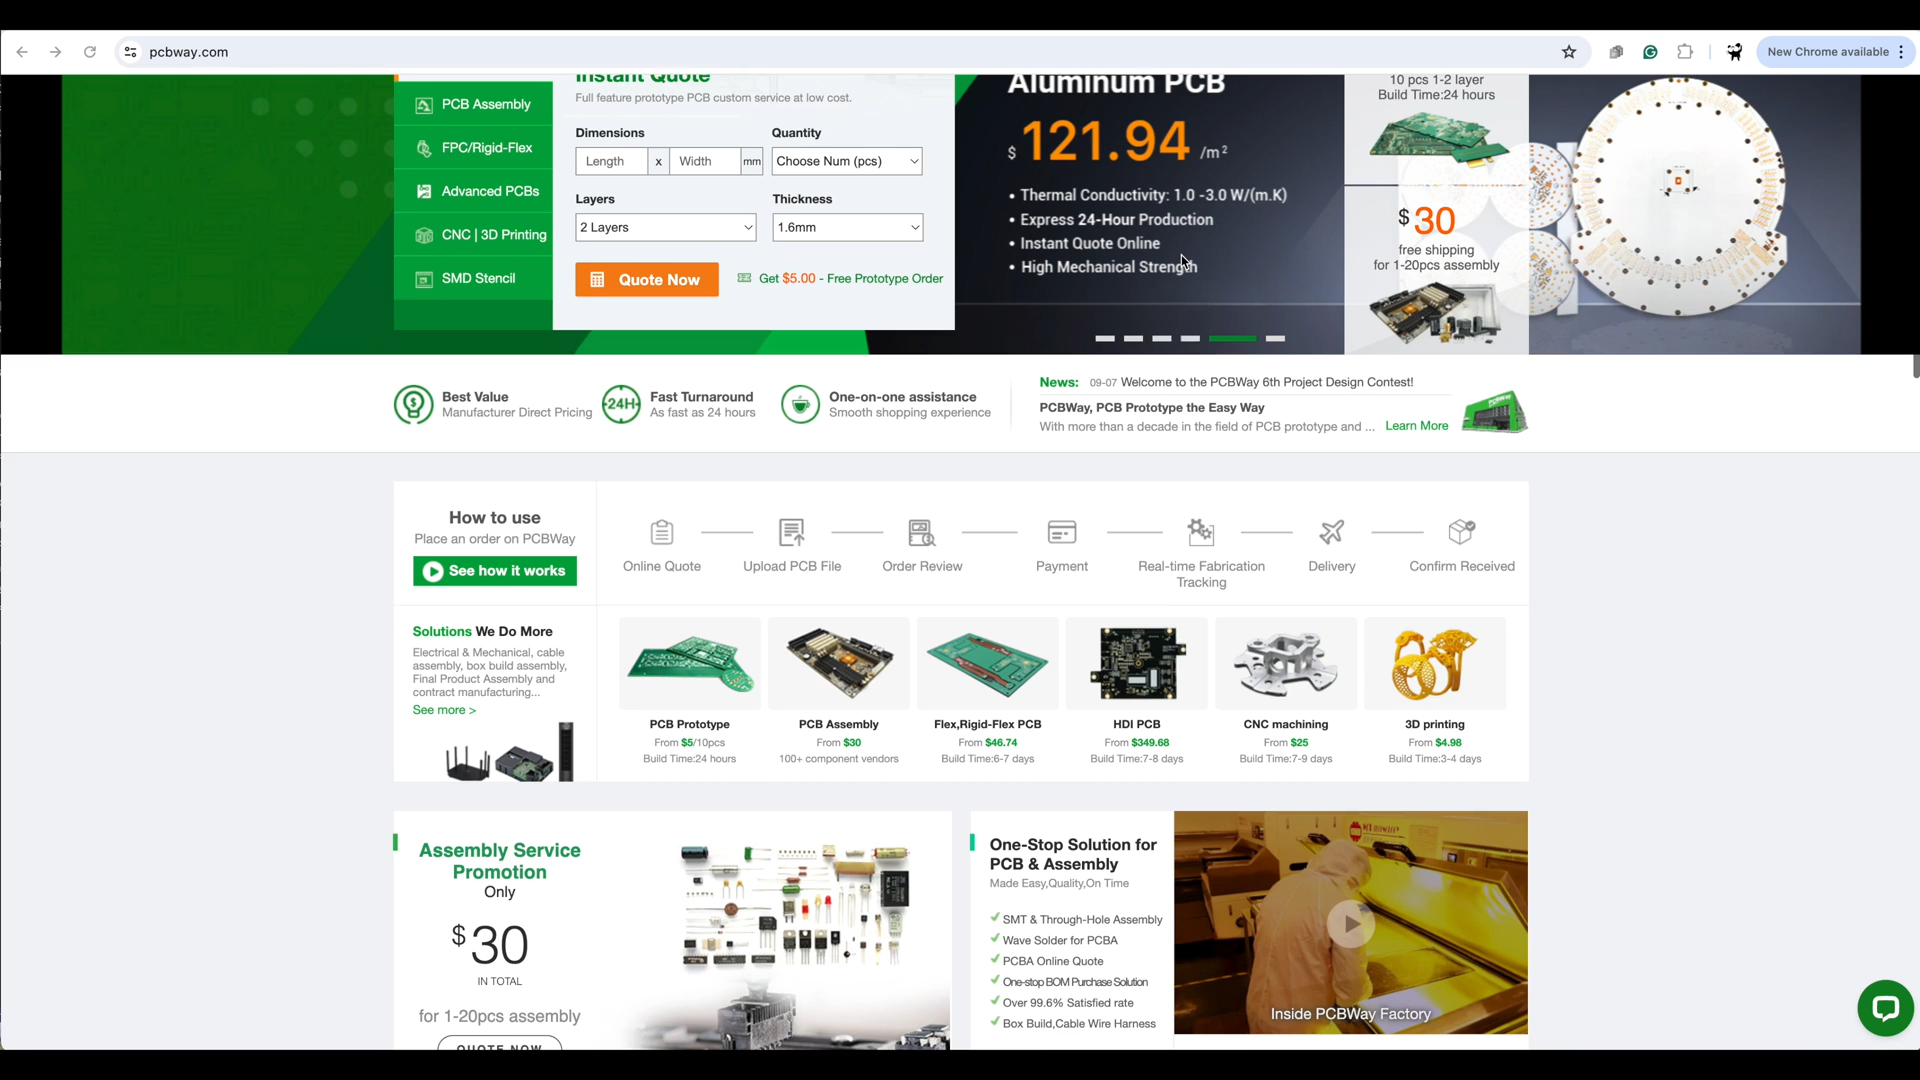 pcbway.com
New Chrome available
PCB Assembly
FPC/Rigid-Flex
Advanced PCBs
CNC | 3D Printing
SMD Stencil
Instant Quote
Full feature prototype PCB custom service at low cost.
Dimensions
Quantity
Length
x
Width
mm
Choose Num (pcs)
Layers
Thickness
2 Layers
1.6mm
Quote Now
Get $5.00 - Free Prototype Order
Aluminum PCB
$ 121.94 /m²
• Thermal Conductivity: 1.0 -3.0 W/(m.K)
• Express 24-Hour Production
• Instant Quote Online
• High Mechanical Strength
10 pcs 1-2 layer
Build Time:24 hours
$ 30
free shipping
for 1-20pcs assembly
Best Value
Manufacturer Direct Pricing
24H
Fast Turnaround
As fast as 24 hours
One-on-one assistance
Smooth shopping experience
News: 09-07 Welcome to the PCBWay 6th Project Design Contest!
PCBWay, PCB Prototype the Easy Way
With more than a decade in the field of PCB prototype and ... Learn More
How to use
Place an order on PCBWay
See how it works
Online Quote
Upload PCB File
Order Review
Payment
Real-time Fabrication
Tracking
Delivery
Confirm Received
Solutions We Do More
Electrical & Mechanical, cable
assembly, box build assembly,
Final Product Assembly and
contract manufacturing...
See more >
PCB Prototype
From $5/10pcs
Build Time:24 hours
PCB Assembly
From $30
100+ component vendors
Flex,Rigid-Flex PCB
From $46.74
Build Time:6-7 days
HDI PCB
From $349.68
Build Time:7-8 days
CNC machining
From $25
Build Time:7-9 days
3D printing
From $4.98
Build Time:3-4 days
Assembly Service
Promotion
Only
$30
IN TOTAL
for 1-20pcs assembly
QUOTE NOW
One-Stop Solution for
PCB & Assembly
Made Easy,Quality,On Time
SMT & Through-Hole Assembly
Wave Solder for PCBA
PCBA Online Quote
One-stop BOM Purchase Solution
Over 99.6% Satisfied rate
Box Build,Cable Wire Harness
Inside PCBWay Factory